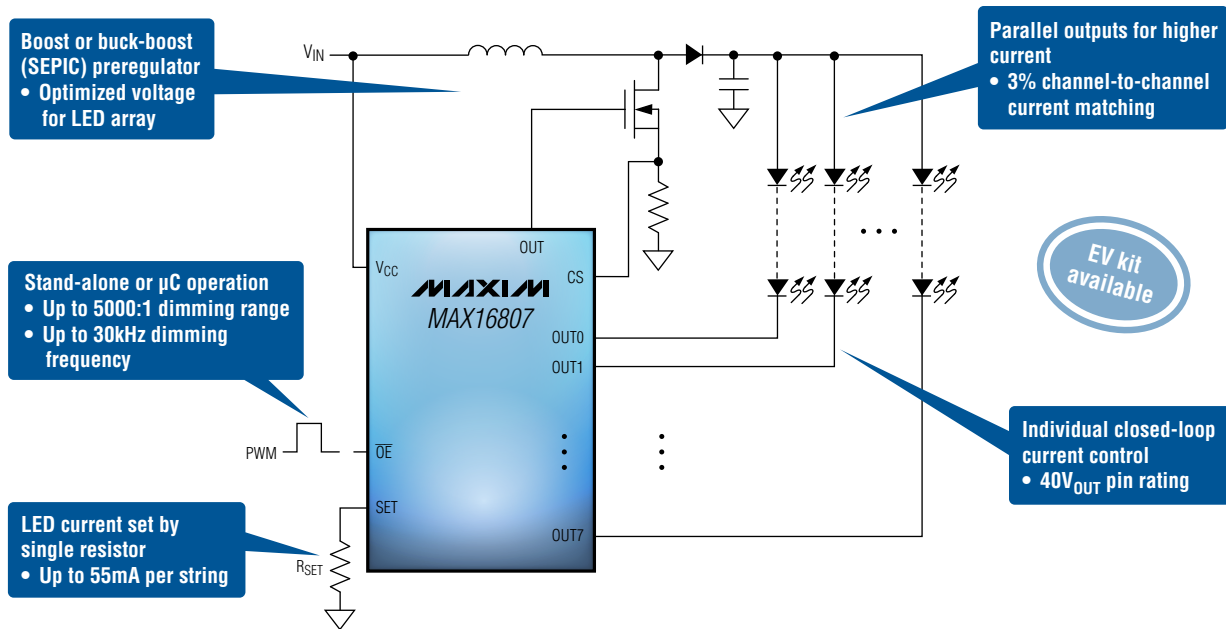 Boost or buck-boost
(SEPIC) preregulator
• Optimized voltage
for LED array
VIN
Parallel outputs for higher
current
• 3% channel-to-channel
current matching
Stand-alone or µC operation
• Up to 5000:1 dimming range
• Up to 30kHz dimming
frequency
OUT
VCC
CS
MAXIM
MAX16807
OUT0
OUT1
EV kit
available
PWM
OE
SET
OUT7
Individual closed-loop
current control
• 40VOUT pin rating
LED current set by
single resistor
• Up to 55mA per string
RSET